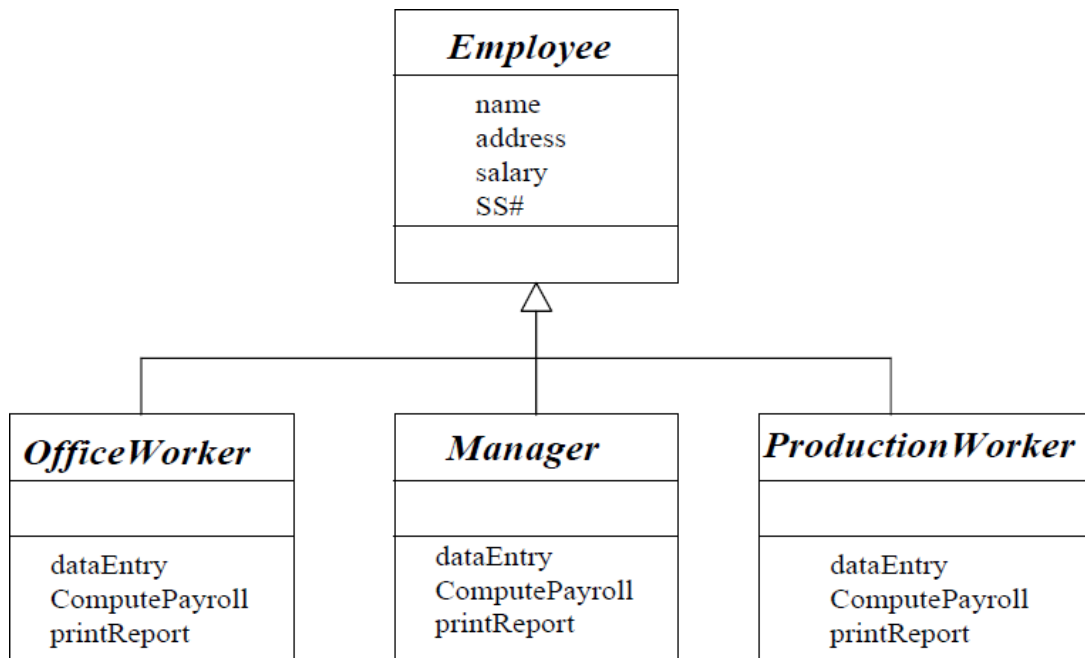 Employee
name
address
salary
SS#
OfficeWorker
dataEntry
ComputePayroll
printReport
Manager
dataEntry
ComputePayroll
printReport
ProductionWorker
dataEntry
ComputePayroll
printReport